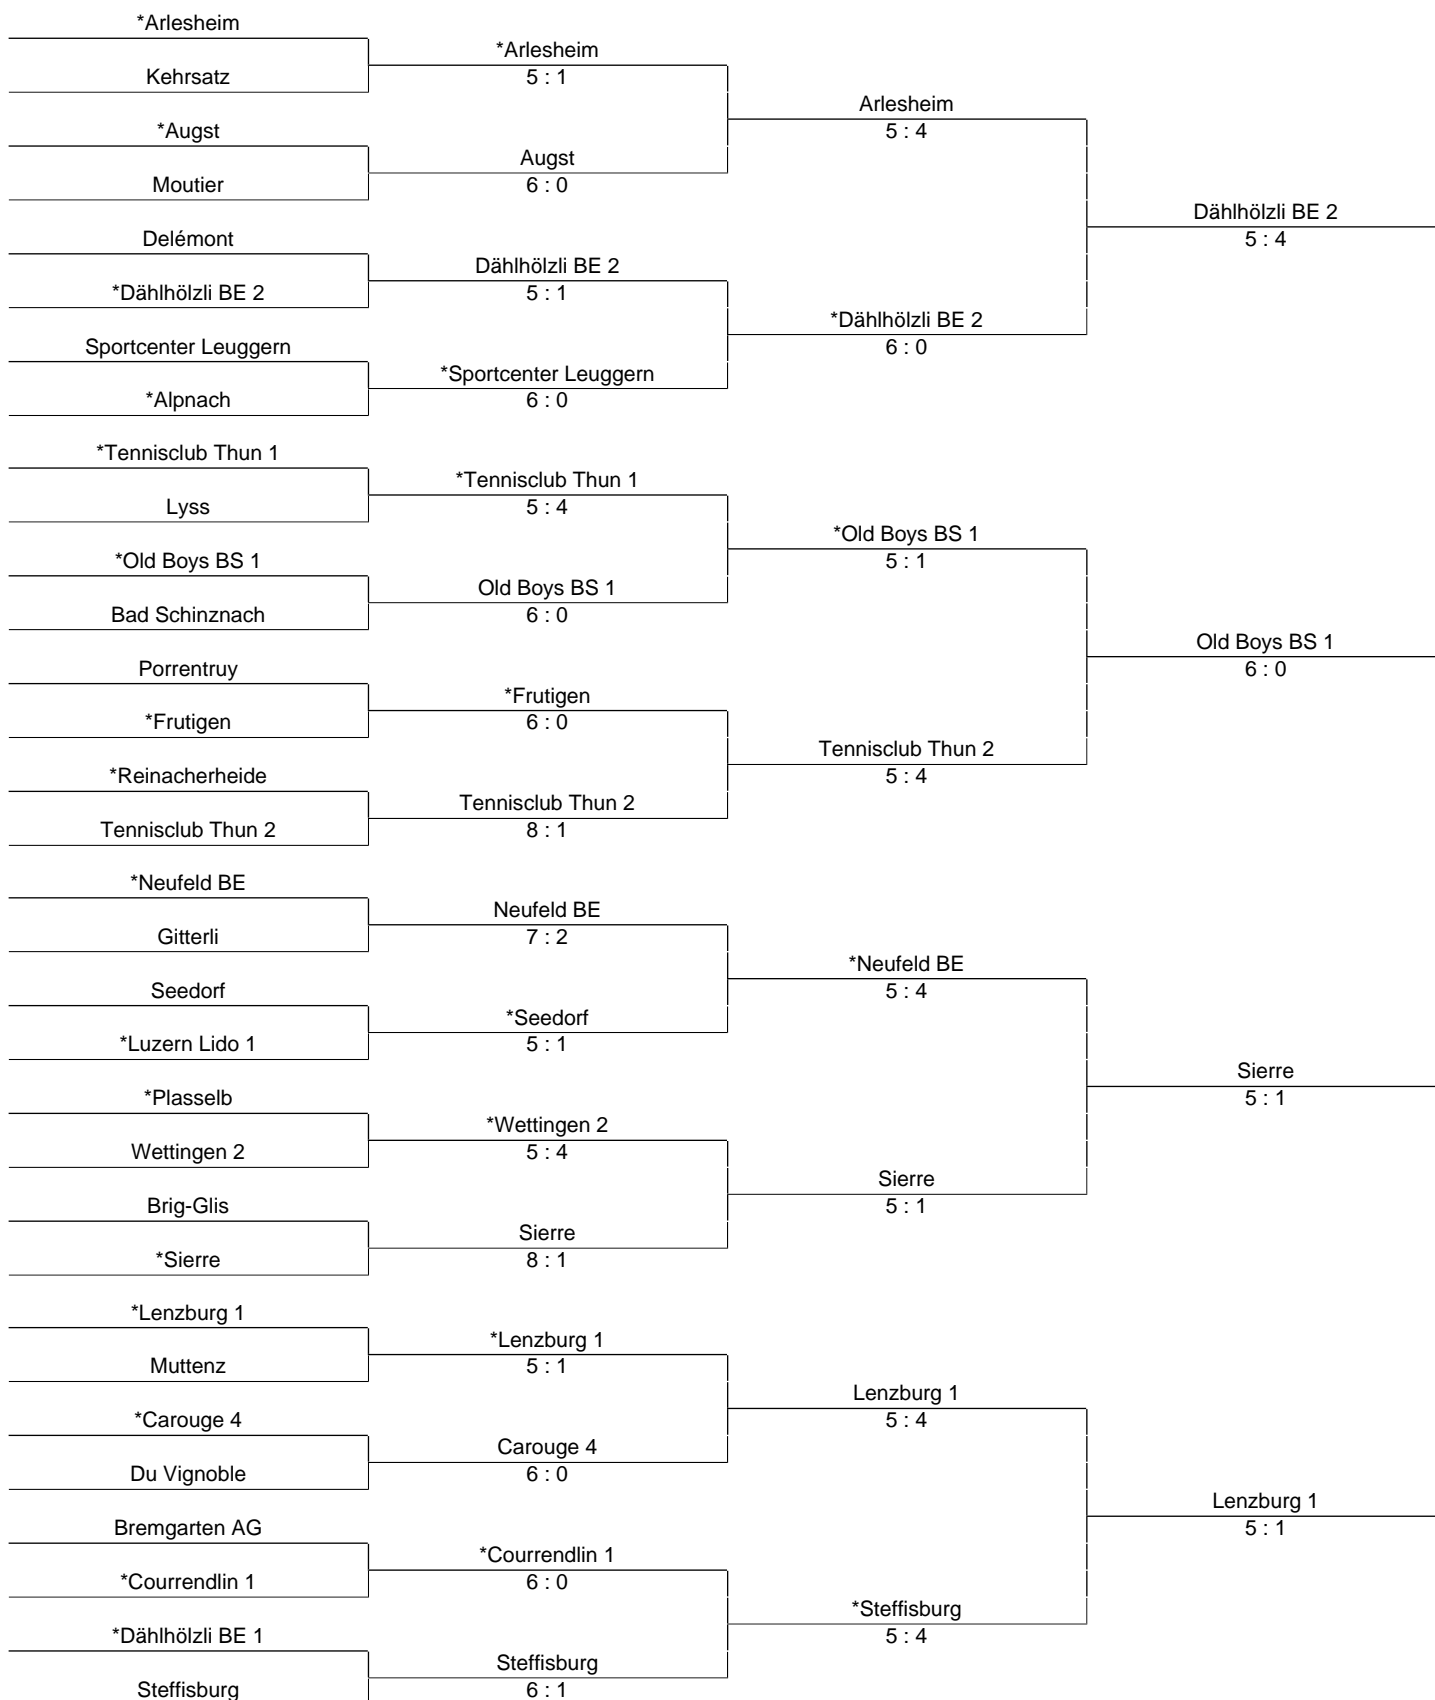 *Arlesheim
Kehrsatz
*Augst
Moutier
Delémont
*Dählhölzli BE 2
Sportcenter Leuggern
*Alpnach
*Tennisclub Thun 1
Lyss
*Old Boys BS 1
Bad Schinznach
Porrentruy
*Frutigen
*Reinacherheide
Tennisclub Thun 2
*Neufeld BE
Gitterli
Seedorf
*Luzern Lido 1
*Plasselb
Wettingen 2
Brig-Glis
*Sierre
*Lenzburg 1
Muttenz
*Carouge 4
Du Vignoble
Bremgarten AG
*Courrendlin 1
*Dählhölzli BE 1
Steffisburg
*Arlesheim
5 : 1
Augst
6 : 0
Dählhölzli BE 2
5 : 1
*Sportcenter Leuggern
6 : 0
*Tennisclub Thun 1
5 : 4
Old Boys BS 1
6 : 0
*Frutigen
6 : 0
Tennisclub Thun 2
8 : 1
Neufeld BE
7 : 2
*Seedorf
5 : 1
*Wettingen 2
5 : 4
Sierre
8 : 1
*Lenzburg 1
5 : 1
Carouge 4
6 : 0
*Courrendlin 1
6 : 0
Steffisburg
6 : 1
Arlesheim
5 : 4
*Dählhölzli BE 2
6 : 0
*Old Boys BS 1
5 : 1
Tennisclub Thun 2
5 : 4
*Neufeld BE
5 : 4
Sierre
5 : 1
Lenzburg 1
5 : 4
*Steffisburg
5 : 4
Dählhölzli BE 2
5 : 4
Old Boys BS 1
6 : 0
Sierre
5 : 1
Lenzburg 1
5 : 1